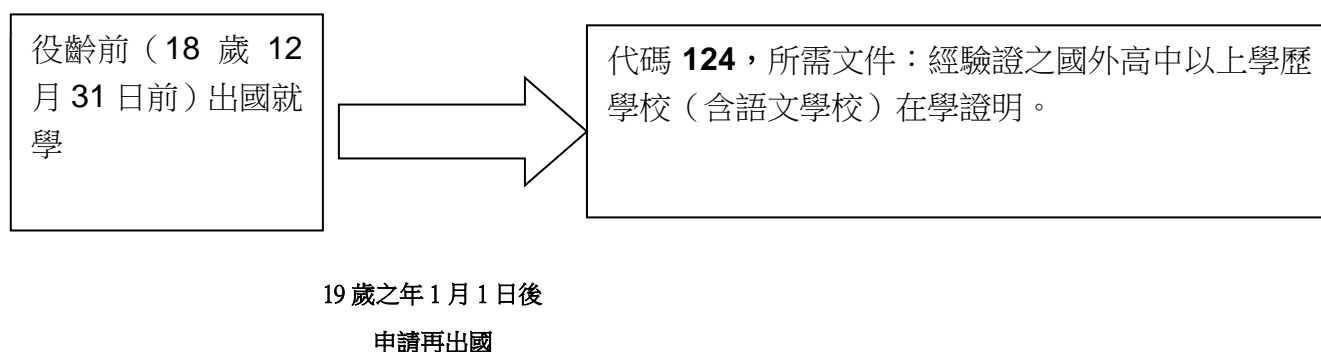 役齡前（18 歲 12
月 31 日前）出國就
學
代碼 124，所需文件：經驗證之國外高中以上學歷
學校（含語文學校）在學證明。
19 歲之年 1 月 1 日後
申請再出國